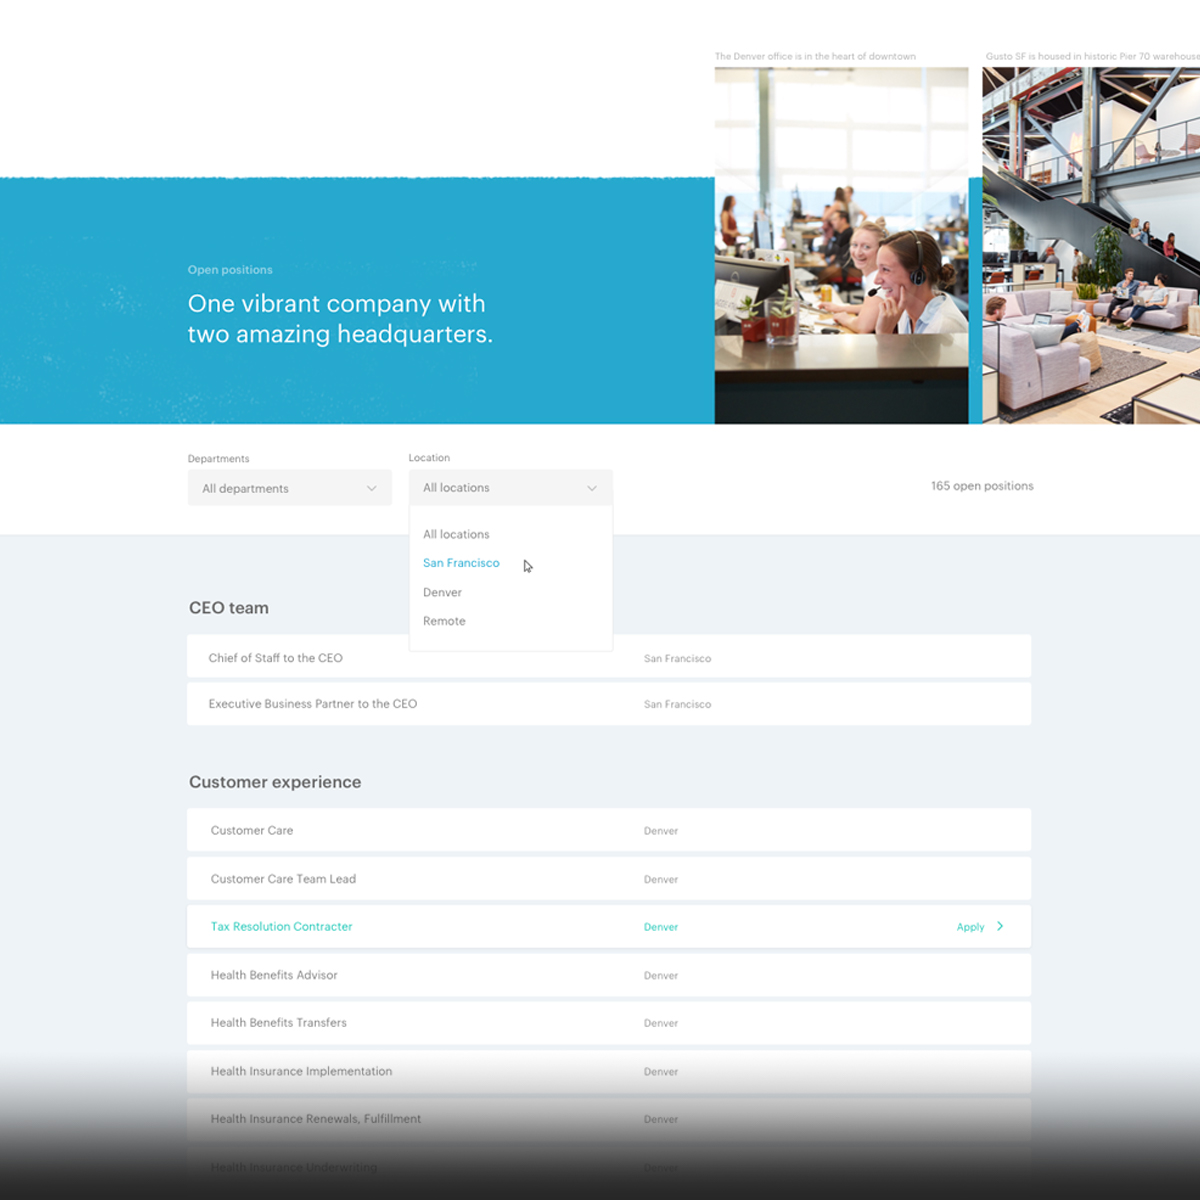 The Denver office is in the heart of downtown
Gusto SF is housed in historic Pier 70 warehouse
Open positions
One vibrant company with
two amazing headquarters.
Departments
Location
All departments
All locations
165 open positions
All locations
San Francisco
Denver
Remote
CEO team
Chief of Staff to the CEO San Francisco
Executive Business Partner to the CEO San Francisco
Customer experience
Customer Care Denver
Customer Care Team Lead Denver
Tax Resolution Contracter Denver Apply
Health Benefits Advisor Denver
Health Benefits Transfers Denver
Health Insurance Implementation Denver
Health Insurance Renewals, Fulfillment Denver
Health Insurance Underwriting Denver